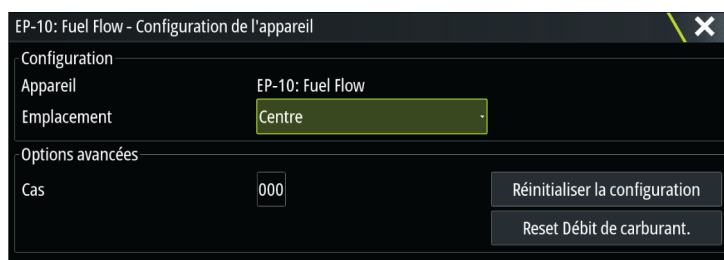 EP-10: Fuel Flow - Configuration de l'appareil
Configuration
Appareil EP-10: Fuel Flow
Emplacement Centre
Options avancées
Cas 000 Réinitialiser la configuration
Reset Débit de carburant.